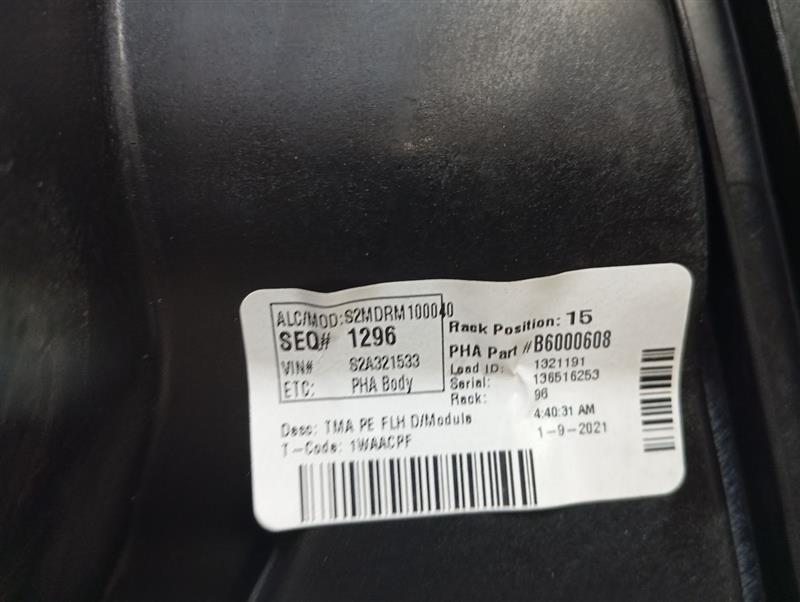 ALC/MOD:S2MDRM100040
SEQ# 1296
VIN# S2A321533
ETC: PHA Body
Rack Position: 15
PHA Part # B6000608
Load ID: 1321191
Serial: 136516253
Rack: 96
4:40:31 AM
1-9-2021
Desc: TMA PE FLH D/Module
T-Code: 1WAACPF